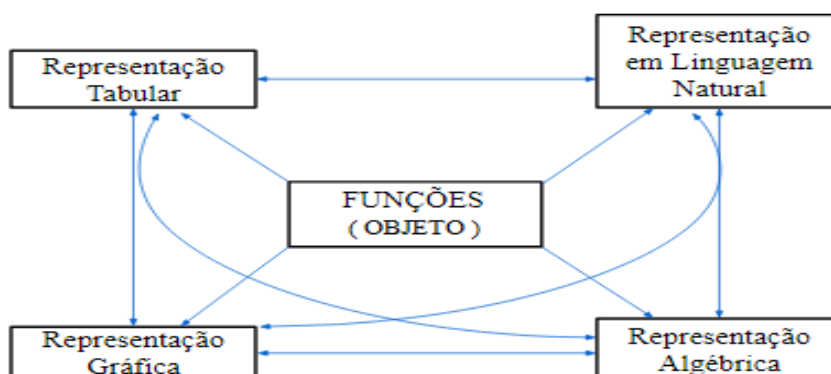 Representação
Tabular
Representação
em Linguagem
Natural
FUNÇÕES
( OBJETO )
Representação
Gráfica
Representação
Algébrica